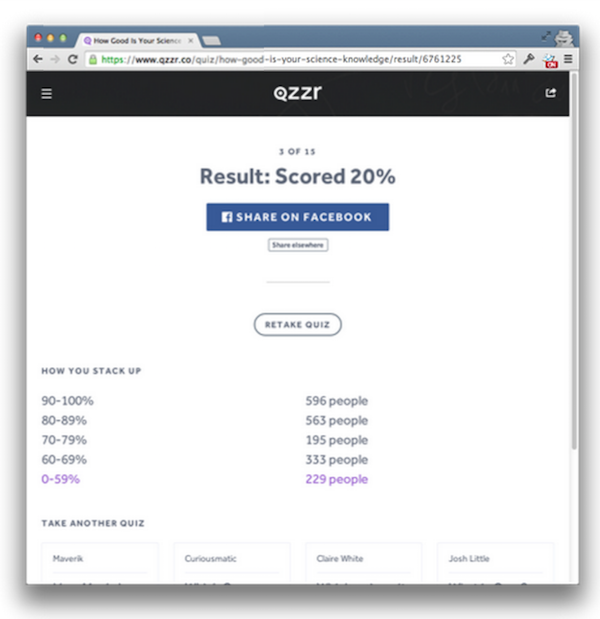 How Good Is Your Science
https://www.qzzr.co/quiz/how-good-is-your-science-knowledge/result/6761225
ON
qzzr
3 OF 15
Result: Scored 20%
SHARE ON FACEBOOK
Share elsewhere
RETAKE QUIZ
HOW YOU STACK UP
90-100% 596 people
80-89% 563 people
70-79% 195 people
60-69% 333 people
0-59% 229 people
TAKE ANOTHER QUIZ
Maverik Curiousmatic Claire White Josh Little